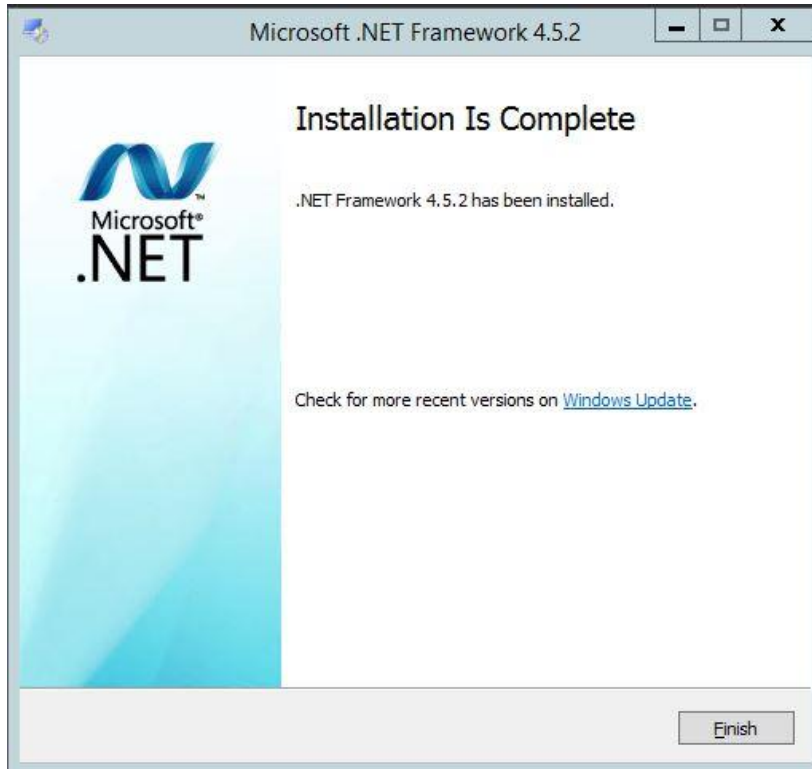 Microsoft .NET Framework 4.5.2
Installation Is Complete
.NET Framework 4.5.2 has been installed.
Microsoft®
.NET
™
Check for more recent versions on Windows Update.
Finish